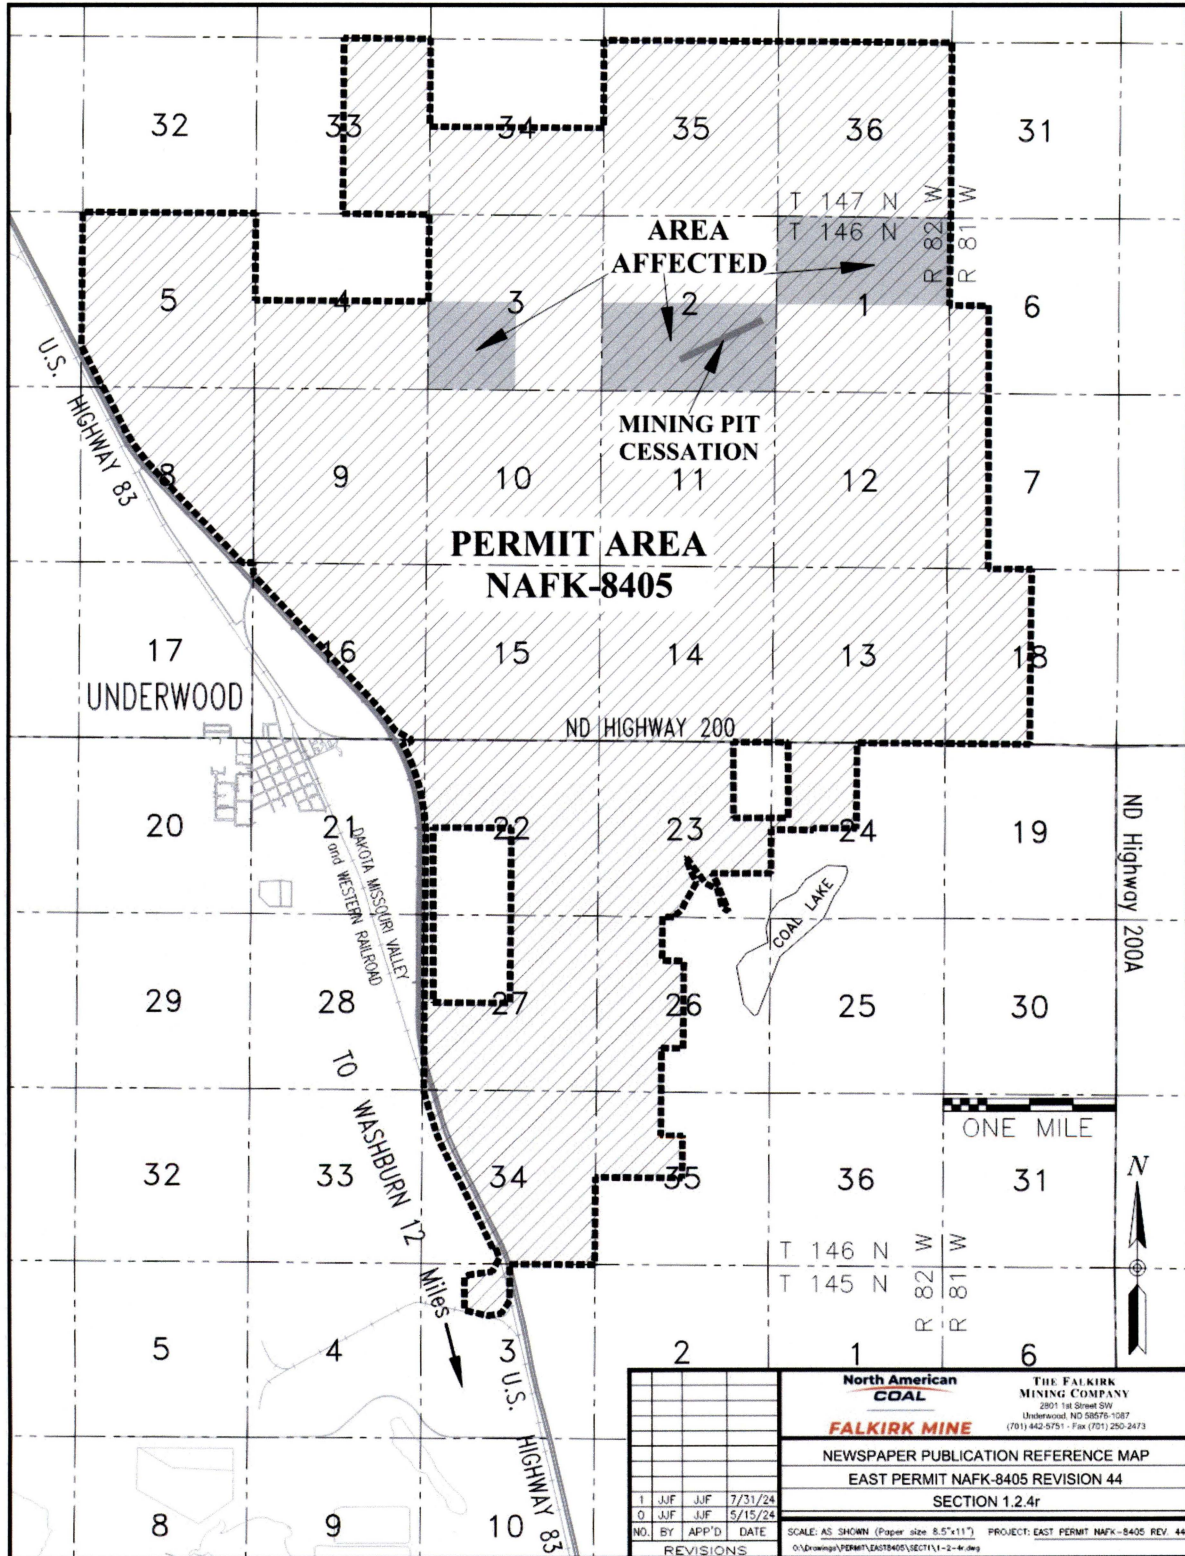 32
33
34
35
36
31
T 147 N
T 146 N
R 82 W
R 81 W
AREA
AFFECTED
5
4
3
2
1
6
U.S. HIGHWAY 83
MINING PIT
CESSATION
8
9
10
11
12
7
PERMIT AREA
NAFK-8405
17
16
15
14
13
18
UNDERWOOD
ND HIGHWAY 200
20
21
22
23
24
19
DAKOTA MISSOURI VALLEY
and WESTERN RAILROAD
COAL LAKE
ND Highway 200A
29
28
27
26
25
30
TO WASHBURN 12 Miles
ONE MILE
32
33
34
35
36
31
N
T 146 N
T 145 N
R 82 W
R 81 W
5
4
3
2
1
6
U.S. HIGHWAY 83
8
9
10
North American
COAL
FALKIRK MINE
THE FALKIRK
MINING COMPANY
2801 1st Street SW
Underwood, ND 58576-1087
(701) 442-5751 - Fax (701) 250-2473
NEWSPAPER PUBLICATION REFERENCE MAP
EAST PERMIT NAFK-8405 REVISION 44
SECTION 1.2.4r
1 JJF JJF 7/31/24
0 JJF JJF 5/15/24
NO. BY APP'D DATE
REVISIONS
SCALE: AS SHOWN (Paper size 8.5"x11") PROJECT: EAST PERMIT NAFK-8405 REV. 44
O:\Drawings\PERMIT\EAST8405\SECT1\1-2-4r.dwg